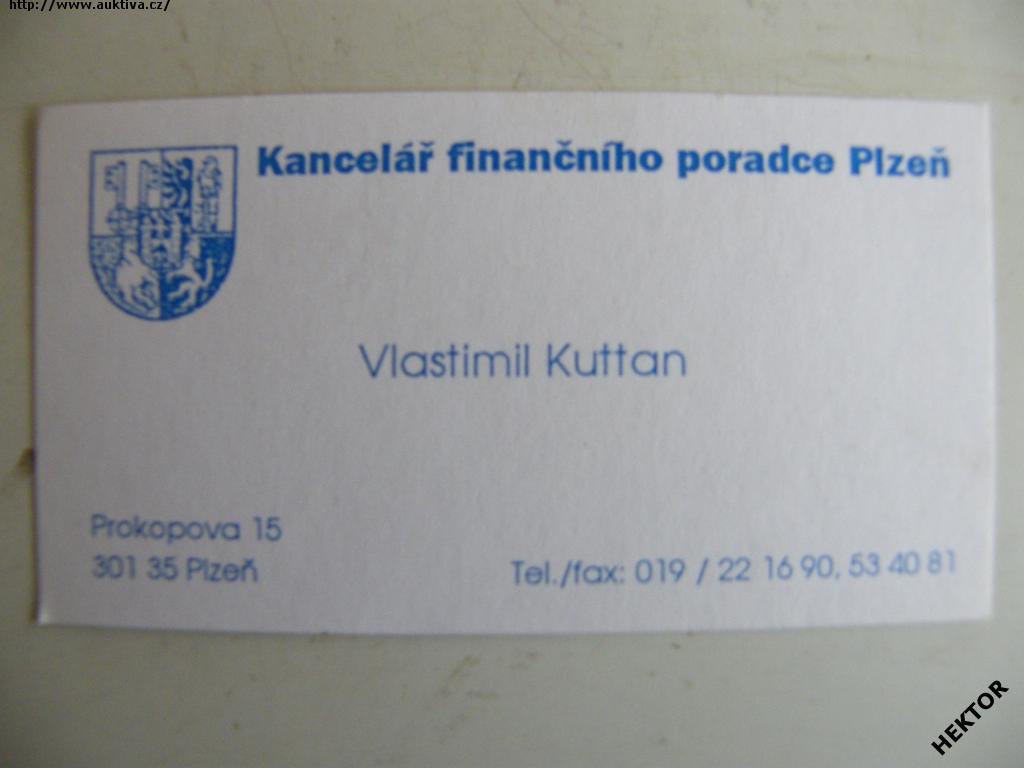 http://www.auktiva.cz/
Kancelář finančního poradce Plzeň
Vlastimil Kuttan
Prokopova 15
301 35 Plzeň
Tel./fax: 019 / 22 16 90, 53 40 81
HEKTOR